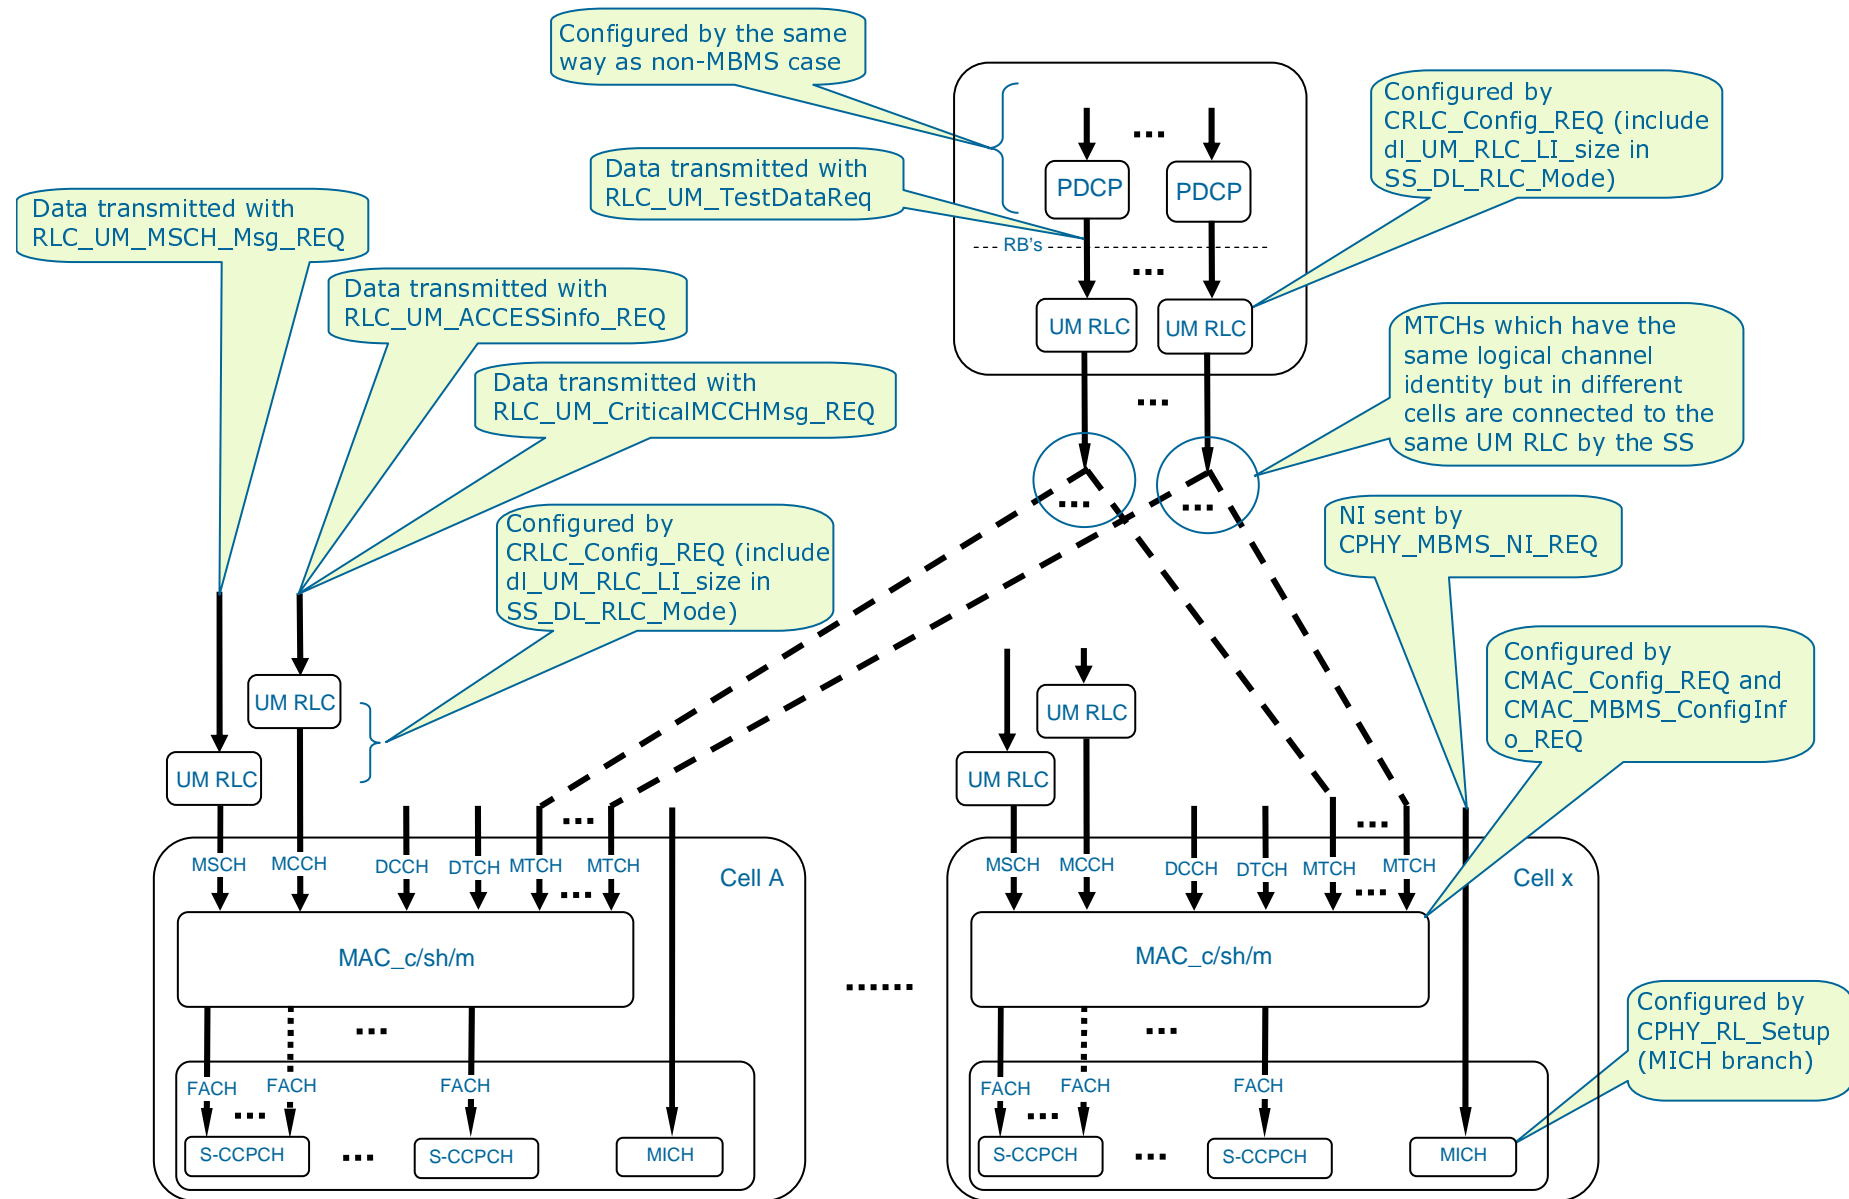 Configured by the same
way as non-MBMS case
Configured by
CRLC_Config_REQ (include
dl_UM_RLC_LI_size in
SS_DL_RLC_Mode)
Data transmitted with
RLC_UM_TestDataReq
PDCP
PDCP
Data transmitted with
RLC_UM_MSCH_Msg_REQ
RB's
Data transmitted with
RLC_UM_ACCESSinfo_REQ
UM RLC
UM RLC
MTCHs which have the
same logical channel
identity but in different
cells are connected to the
same UM RLC by the SS
Data transmitted with
RLC_UM_CriticalMCCHMsg_REQ
Configured by
CRLC_Config_REQ (include
dl_UM_RLC_LI_size in
SS_DL_RLC_Mode)
NI sent by
CPHY_MBMS_NI_REQ
Configured by
CMAC_Config_REQ and
CMAC_MBMS_ConfigInf
o_REQ
UM RLC
UM RLC
UM RLC
UM RLC
MSCH
MCCH
DCCH
DTCH
MTCH
MTCH
Cell A
MSCH
MCCH
DCCH
DTCH
MTCH
MTCH
Cell x
MAC_c/sh/m
MAC_c/sh/m
Configured by
CPHY_RL_Setup
(MICH branch)
FACH
FACH
FACH
FACH
FACH
FACH
S-CCPCH
S-CCPCH
MICH
S-CCPCH
S-CCPCH
MICH